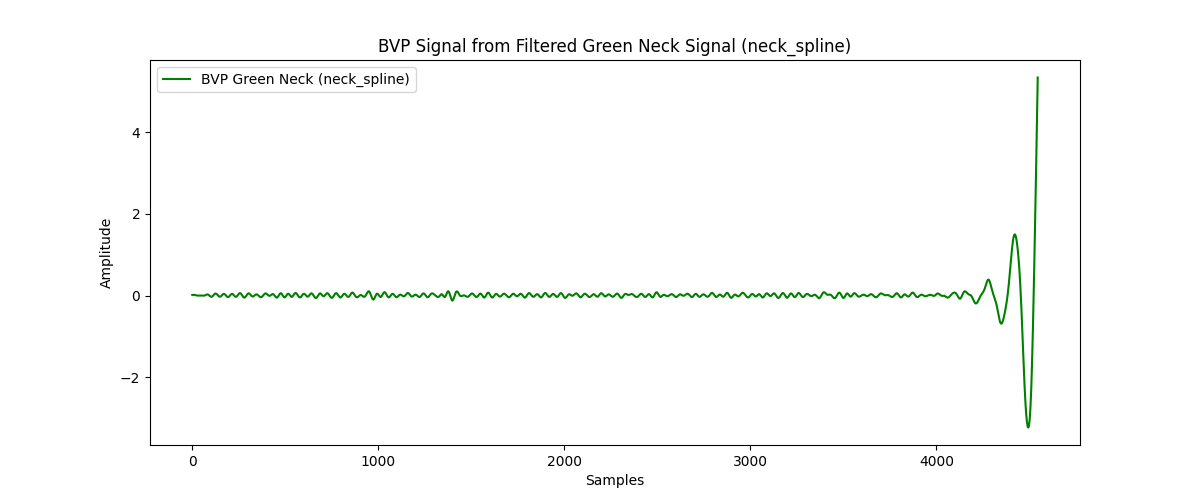 BVP Signal from Filtered Green Neck Signal (neck_spline)
BVP Green Neck (neck_spline)
Amplitude
4
2
0
−2
0 1000 2000 3000 4000
Samples